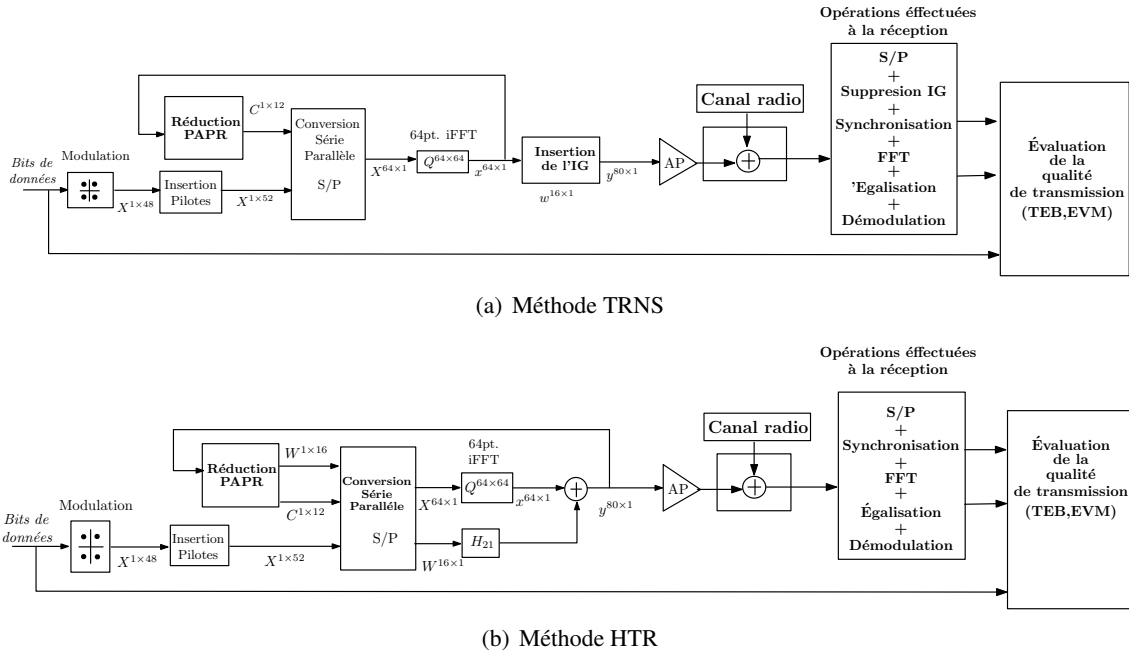 Opérations éffectuées
à la réception
S/P
+
Suppresion IG
+
Synchronisation
+
FFT
+
'Egalisation
+
Démodulation
Réduction
PAPR
C^{1×12}
Conversion
Série
Parallèle
S/P
64pt. iFFT
Q^{64×64}
X^{64×1}
x^{64×1}
Insertion
de l'IG
w^{16×1}
y^{80×1}
AP
Canal radio
Évaluation
de la
qualité
de transmission
(TEB,EVM)
Bits de
données
Modulation
X^{1×48}
Insertion
Pilotes
X^{1×52}
(a) Méthode TRNS
Opérations éffectuées
à la réception
S/P
+
Synchronisation
+
FFT
+
Égalisation
+
Démodulation
Réduction
PAPR
W^{1×16}
C^{1×12}
Conversion
Série
Paralléle
S/P
64pt.
iFFT
Q^{64×64}
X^{64×1}
x^{64×1}
W^{16×1}
H_{21}
y^{80×1}
AP
Canal radio
Évaluation
de la
qualité
de transmission
(TEB,EVM)
Bits de
données
Modulation
X^{1×48}
Insertion
Pilotes
X^{1×52}
(b) Méthode HTR